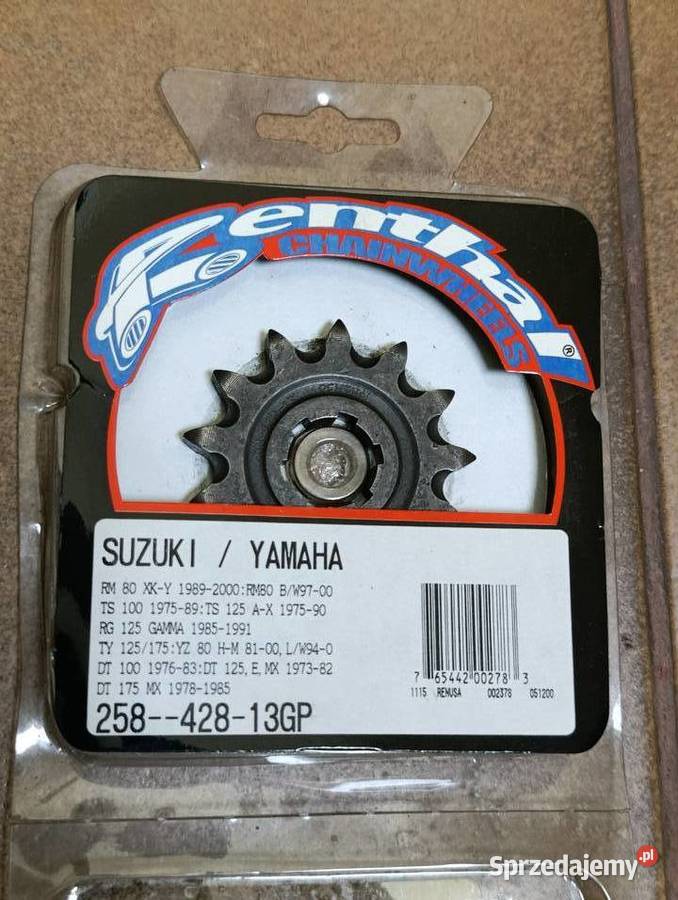 Renthal®
CHAINWHEELS
SUZUKI / YAMAHA
RM 80 XK-Y 1989-2000:RM80 B/W97-00
TS 100 1975-89:TS 125 A-X 1975-90
RG 125 GAMMA 1985-1991
TY 125/175:YZ 80 H-M 81-00,L/W94-0
DT 100 1976-83:DT 125,E,MX 1973-82
DT 175 MX 1978-1985
258--428-13GP
7 65442 00278 3
1115 RENUSA 002378 051200
Sprzedajemy.pl